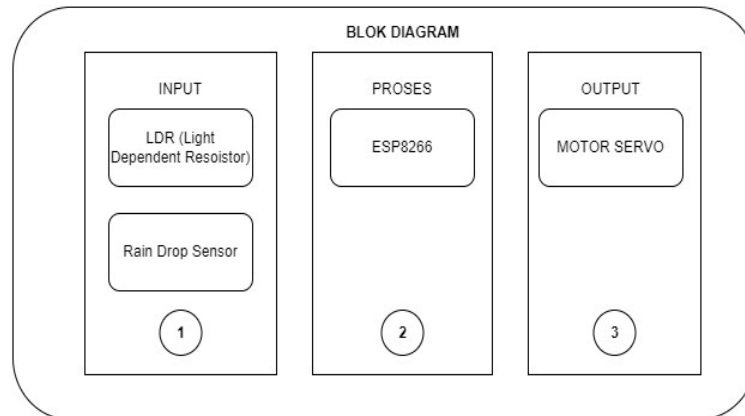 BLOK DIAGRAM
INPUT
LDR (Light
Dependent Resoistor)
Rain Drop Sensor
1
PROSES
ESP8266
2
OUTPUT
MOTOR SERVO
3